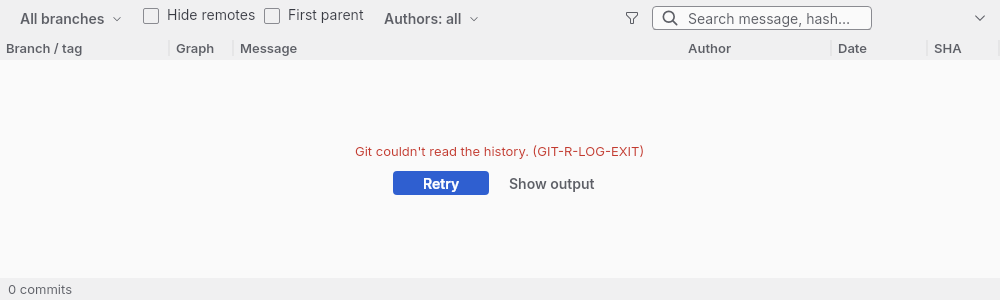 All branches Hide remotes First parent Authors: all Search message, hash...
Branch / tag Graph Message Author Date SHA
Git couldn't read the history. (GIT-R-LOG-EXIT)
Retry Show output
0 commits